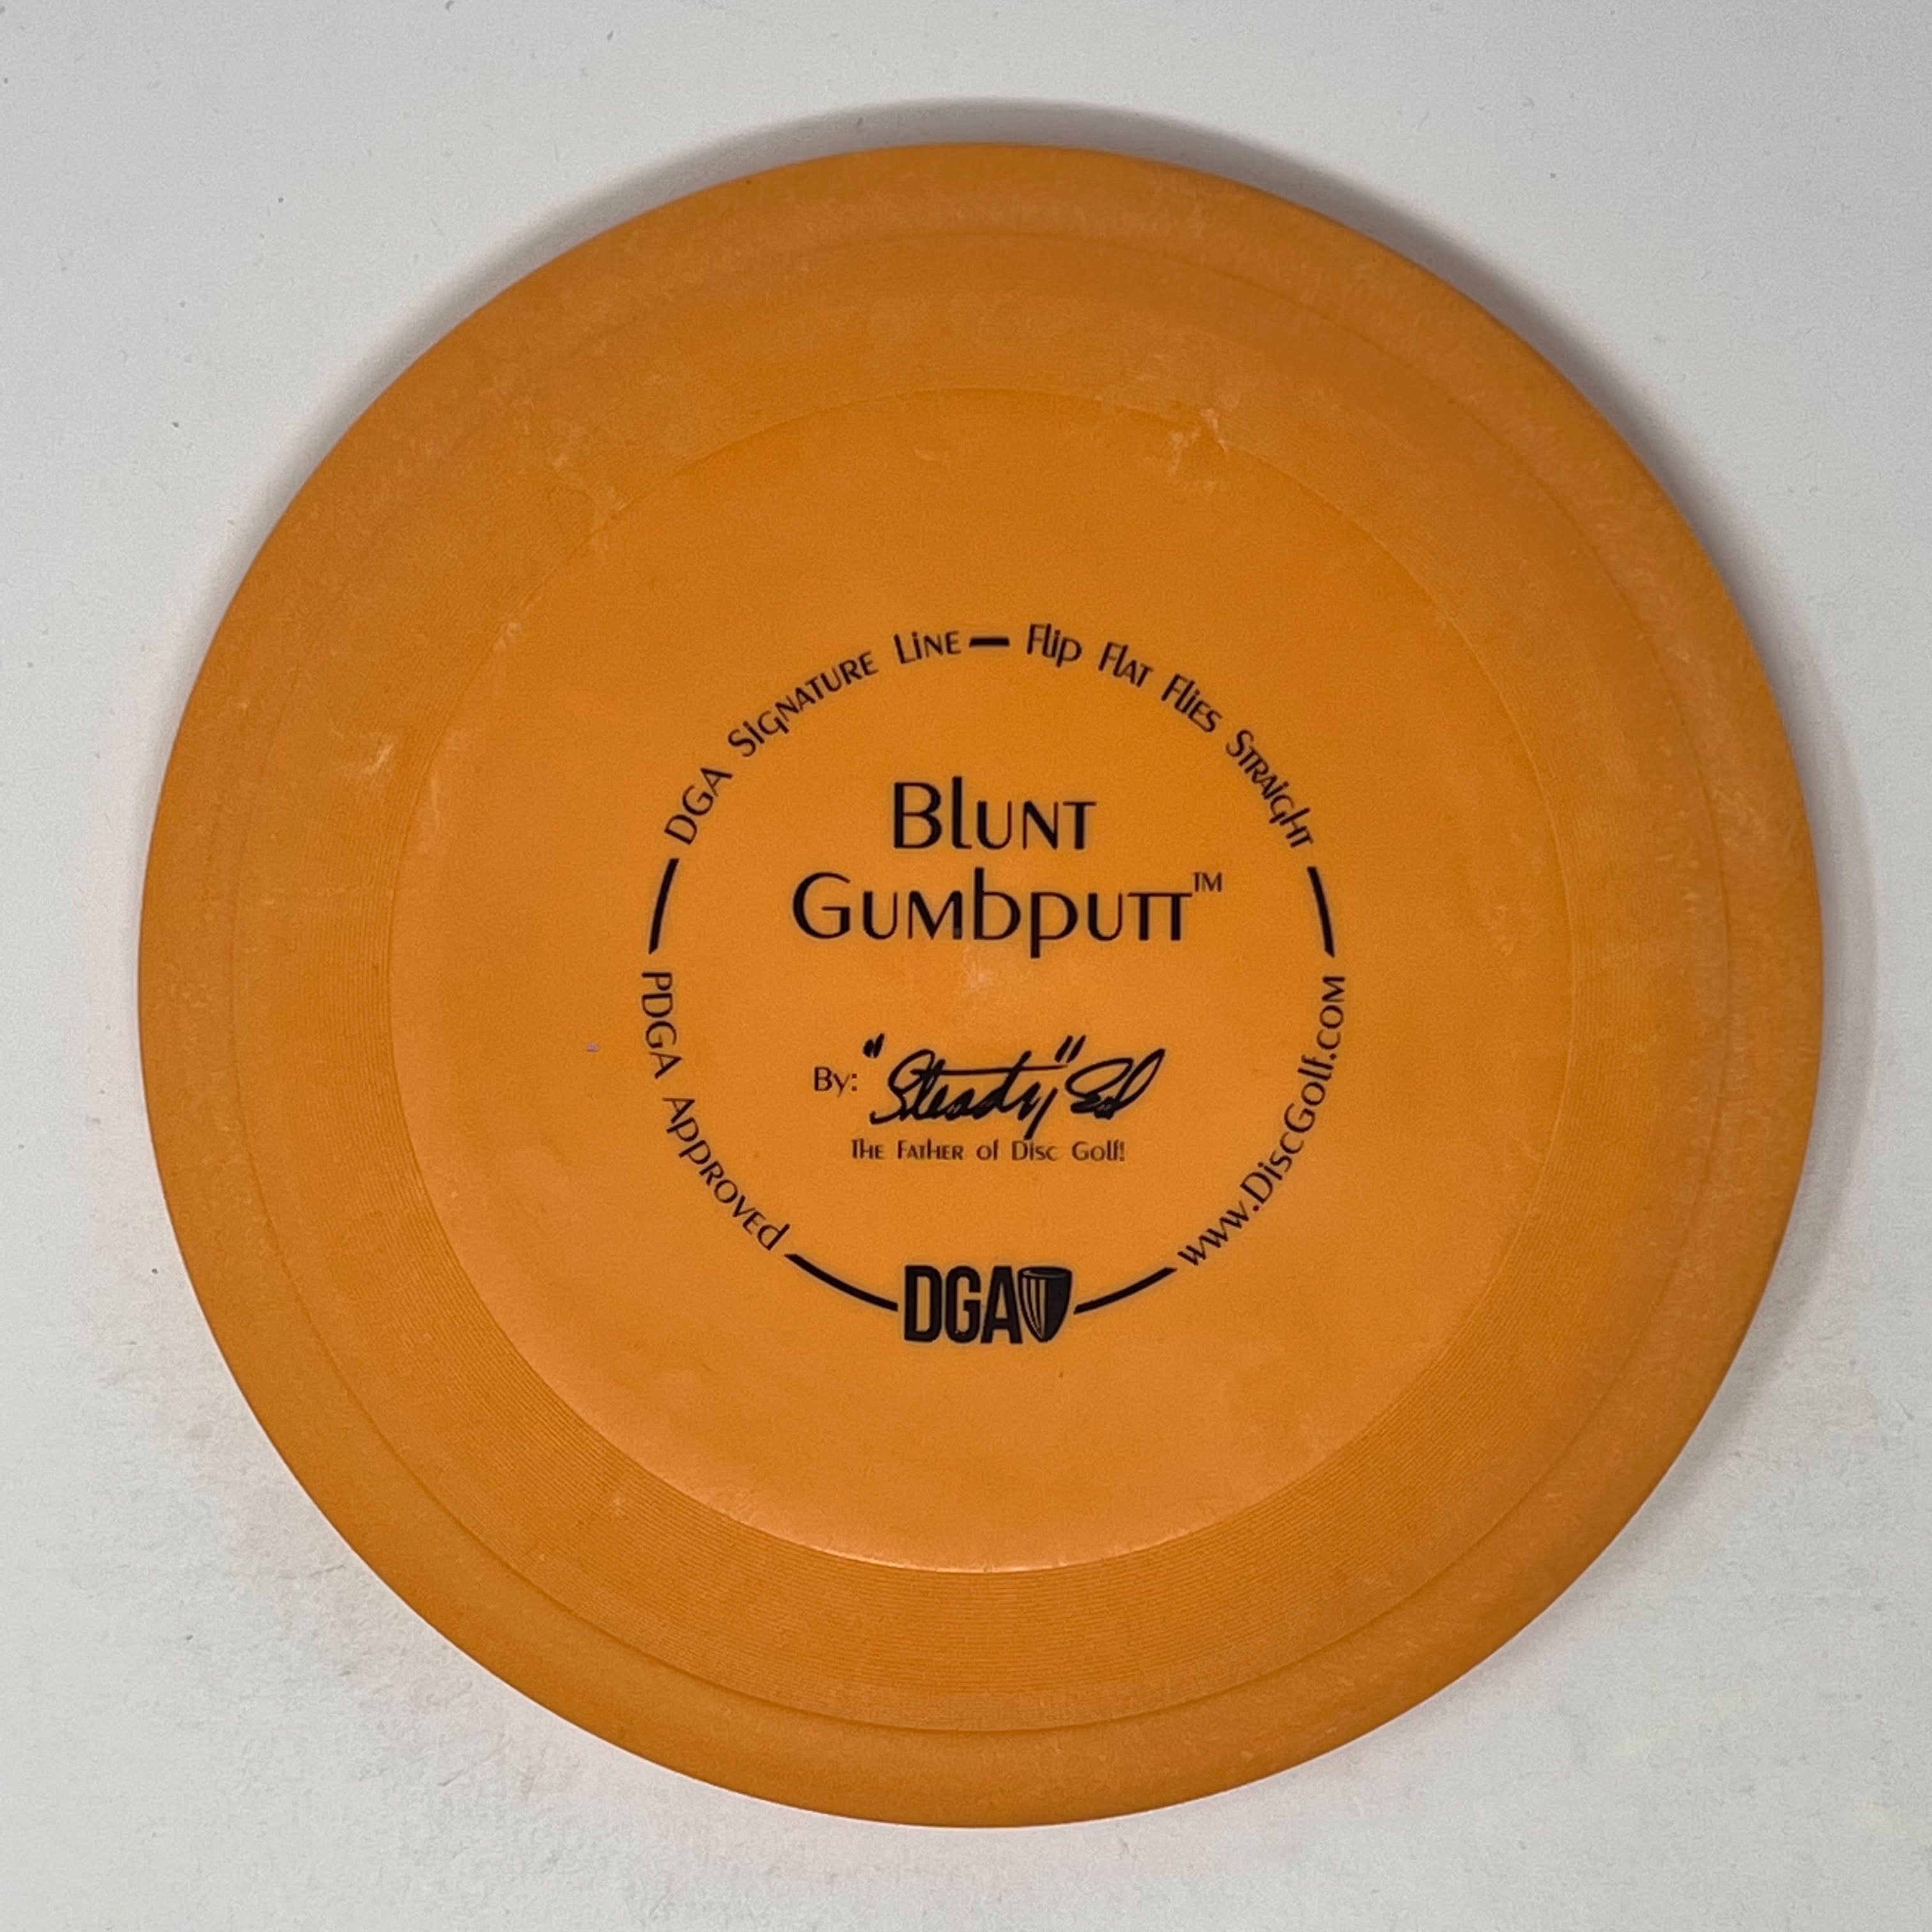 DGA Signature Line — Flip Flat Flies Straight
Blunt
Gumbputt™
By: "Steady" Ed
The Father of Disc Golf!
PDGA Approved
www.DiscGolf.com
DGA